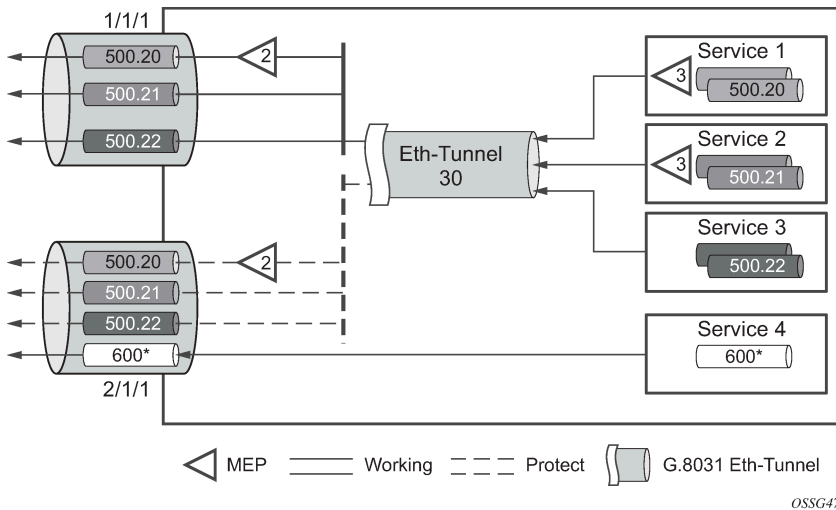 1/1/1
500.20
2
500.21
500.22
Eth-Tunnel
30
Service 1
3
500.20
Service 2
3
500.21
Service 3
500.22
500.20
2
500.21
500.22
600*
2/1/1
Service 4
600*
MEP
Working
Protect
G.8031 Eth-Tunnel